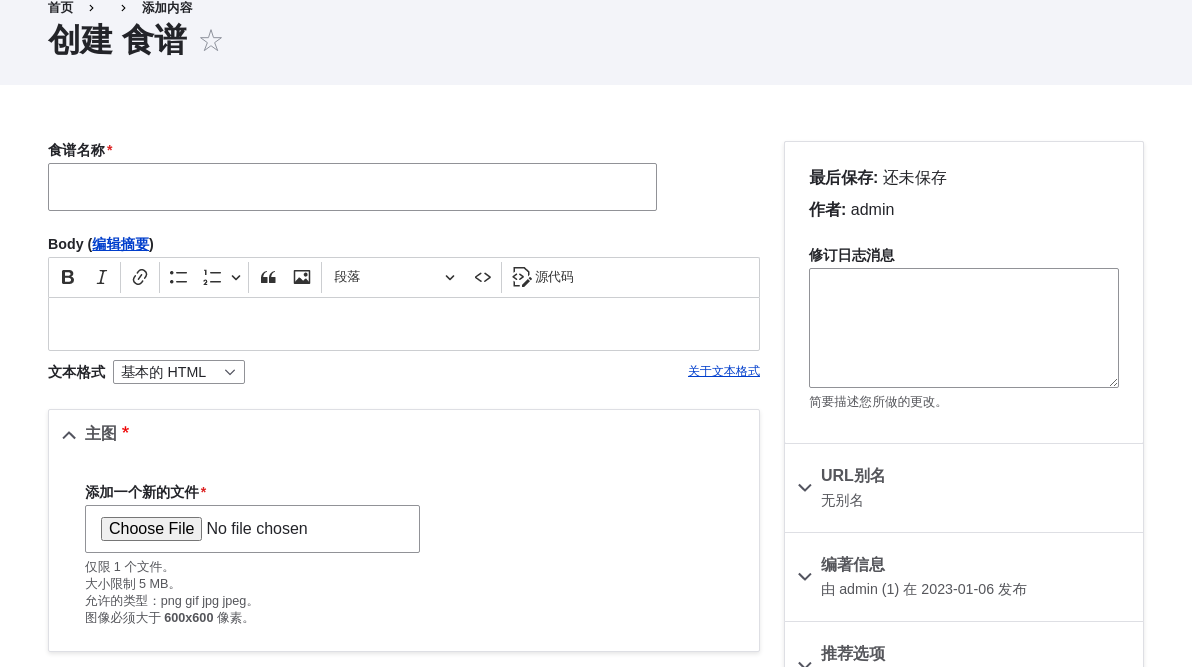 首页 › › 添加内容
创建 食谱 ☆
食谱名称*
Body (编辑摘要)
B I 段落 源代码
文本格式 基本的 HTML 关于文本格式
主图 *
添加一个新的文件*
Choose File No file chosen
仅限 1 个文件。
大小限制 5 MB。
允许的类型：png gif jpg jpeg。
图像必须大于 600x600 像素。
最后保存: 还未保存
作者: admin
修订日志消息
简要描述您所做的更改。
URL别名
无别名
编著信息
由 admin (1) 在 2023-01-06 发布
推荐选项